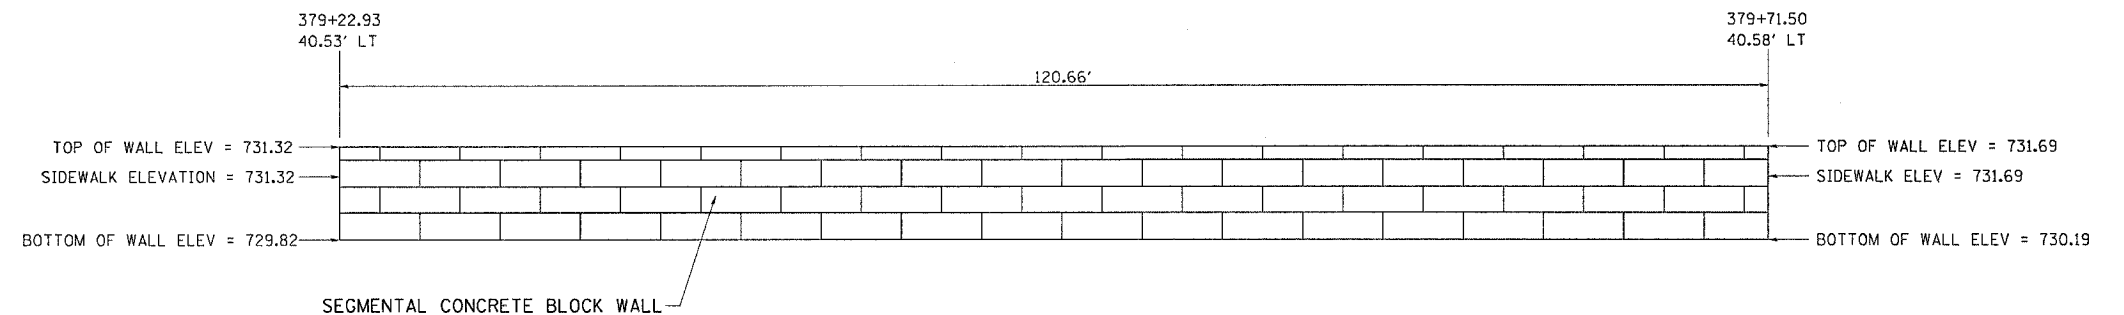 379+22.93
40.53' LT
379+71.50
40.58' LT
120.66'
TOP OF WALL ELEV = 731.32
TOP OF WALL ELEV = 731.69
SIDEWALK ELEVATION = 731.32
SIDEWALK ELEV = 731.69
BOTTOM OF WALL ELEV = 729.82
BOTTOM OF WALL ELEV = 730.19
SEGMENTAL CONCRETE BLOCK WALL